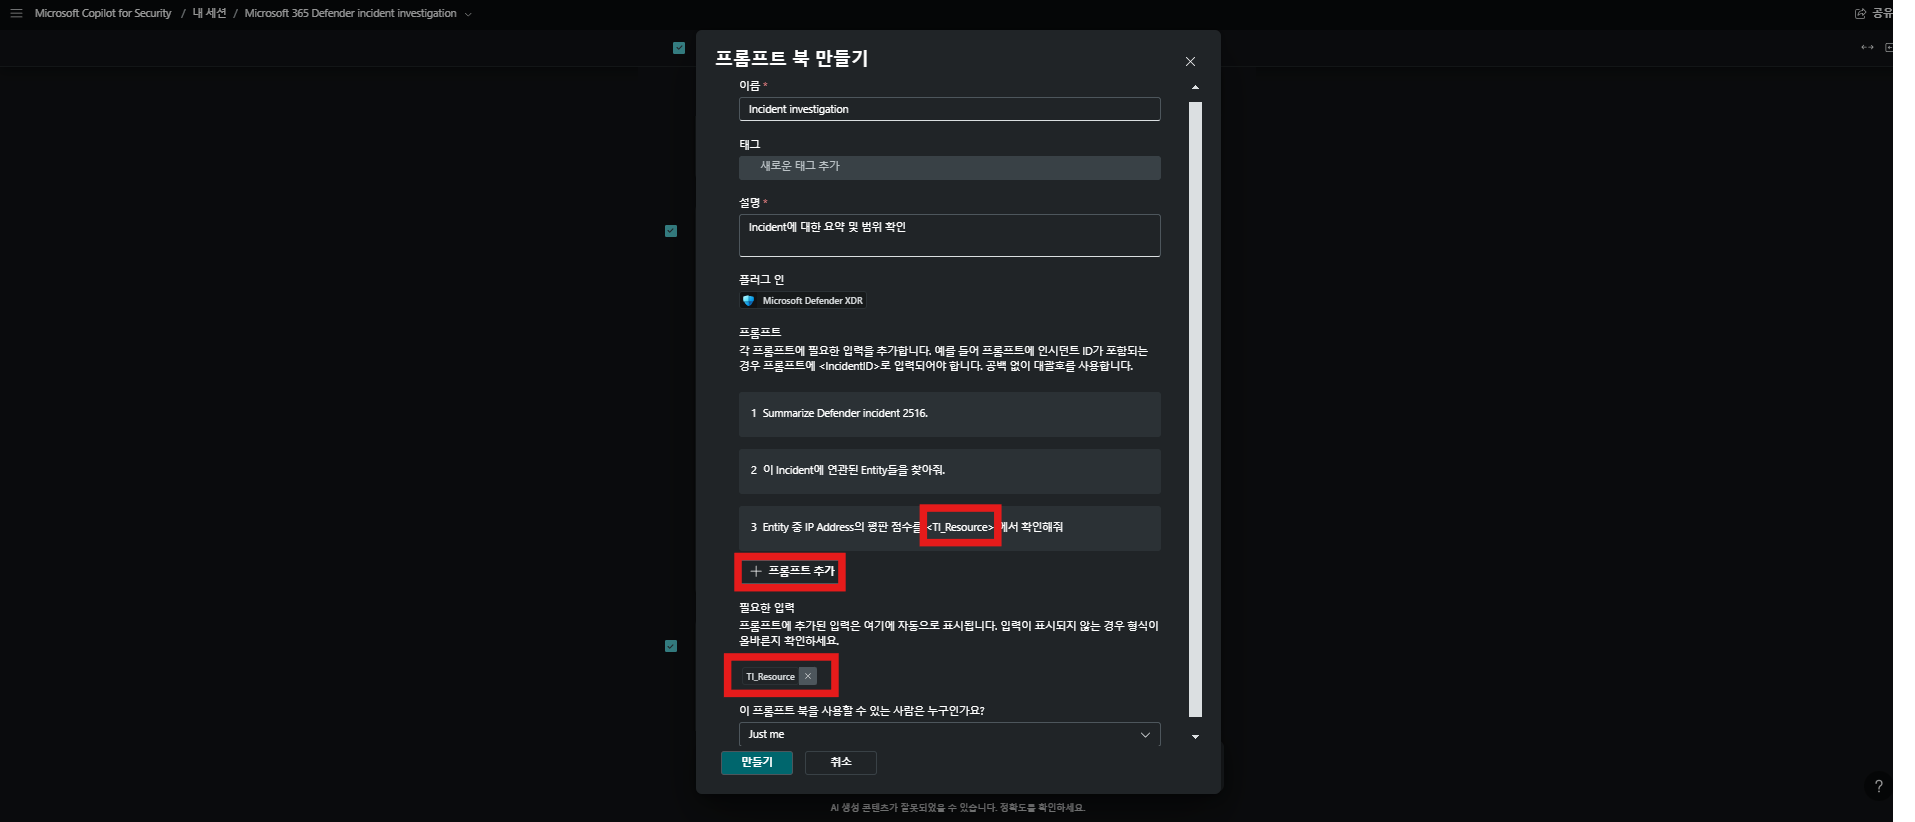 Microsoft Copilot for Security / 내 세션 / Microsoft 365 Defender incident investigation
공유
프롬프트 북 만들기
이름 *
Incident investigation
태그
새로운 태그 추가
설명 *
Incident에 대한 요약 및 범위 확인
플러그 인
Microsoft Defender XDR
프롬프트
각 프롬프트에 필요한 입력을 추가합니다. 예를 들어 프롬프트에 인시던트 ID가 포함되는
경우 프롬프트에 <IncidentID>로 입력되어야 합니다. 공백 없이 대괄호를 사용합니다.
1 Summarize Defender incident 2516.
2 이 Incident에 연관된 Entity들을 찾아줘.
3 Entity 중 IP Address의 평판 점수를 <TI_Resource> 에서 확인해줘
+ 프롬프트 추가
필요한 입력
프롬프트에 추가된 입력은 여기에 자동으로 표시됩니다. 입력이 표시되지 않는 경우 형식이
올바른지 확인하세요.
TI_Resource
이 프롬프트 북을 사용할 수 있는 사람은 누구인가요?
Just me
만들기 취소
?
AI 생성 콘텐츠가 잘못되었을 수 있습니다. 정확도를 확인하세요.